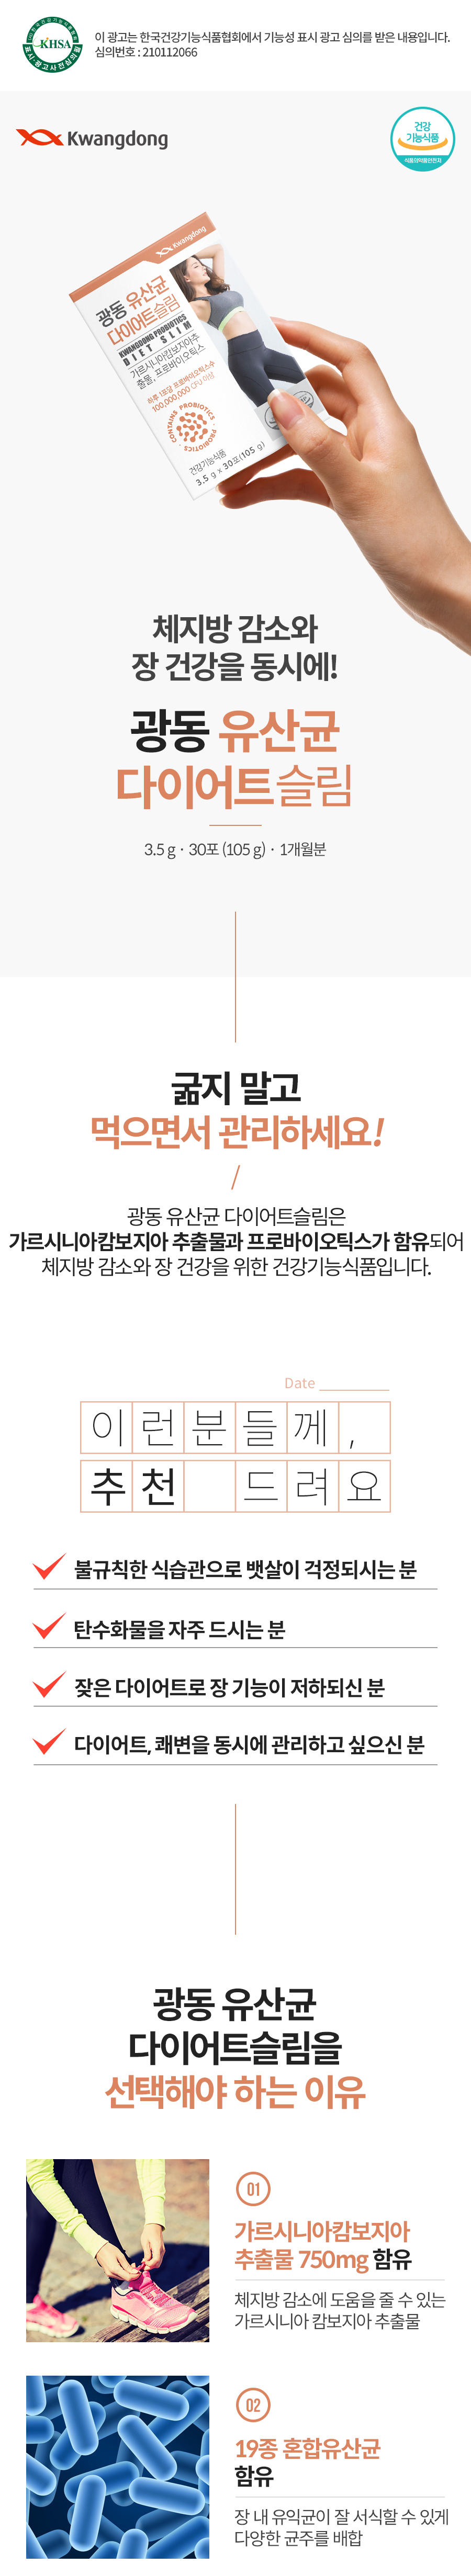 이 광고는 한국건강기능식품협회에서 기능성 표시 광고 심의를 받은 내용입니다.
심의번호 : 210112066
KHSA
표시·광고사전심의필
Kwangdong
건강
기능식품
식품의약품안전처
Kwangdong
광동 유산균
다이어트슬림
KWANGDONG PROBIOTICS
DIET SLIM
가르시니아캄보지아추
출물, 프로바이오틱스
하루 1포당 프로바이오틱스수
100,000,000 CFU 이상
CONTAINS PROBIOTICS · PROBIOTICS
건강기능식품
3.5 g x 30포(105 g)
체지방 감소와
장 건강을 동시에!
광동 유산균
다이어트슬림
3.5 g · 30포 (105 g) · 1개월분
굶지 말고
먹으면서 관리하세요!
광동 유산균 다이어트슬림은
가르시니아캄보지아 추출물과 프로바이오틱스가 함유되어
체지방 감소와 장 건강을 위한 건강기능식품입니다.
Date
이런분들께,
추천 드려요
불규칙한 식습관으로 뱃살이 걱정되시는 분
탄수화물을 자주 드시는 분
잦은 다이어트로 장 기능이 저하되신 분
다이어트, 쾌변을 동시에 관리하고 싶으신 분
광동 유산균
다이어트슬림을
선택해야 하는 이유
01
가르시니아캄보지아
추출물 750mg 함유
체지방 감소에 도움을 줄 수 있는
가르시니아 캄보지아 추출물
02
19종 혼합유산균
함유
장 내 유익균이 잘 서식할 수 있게
다양한 균주를 배합